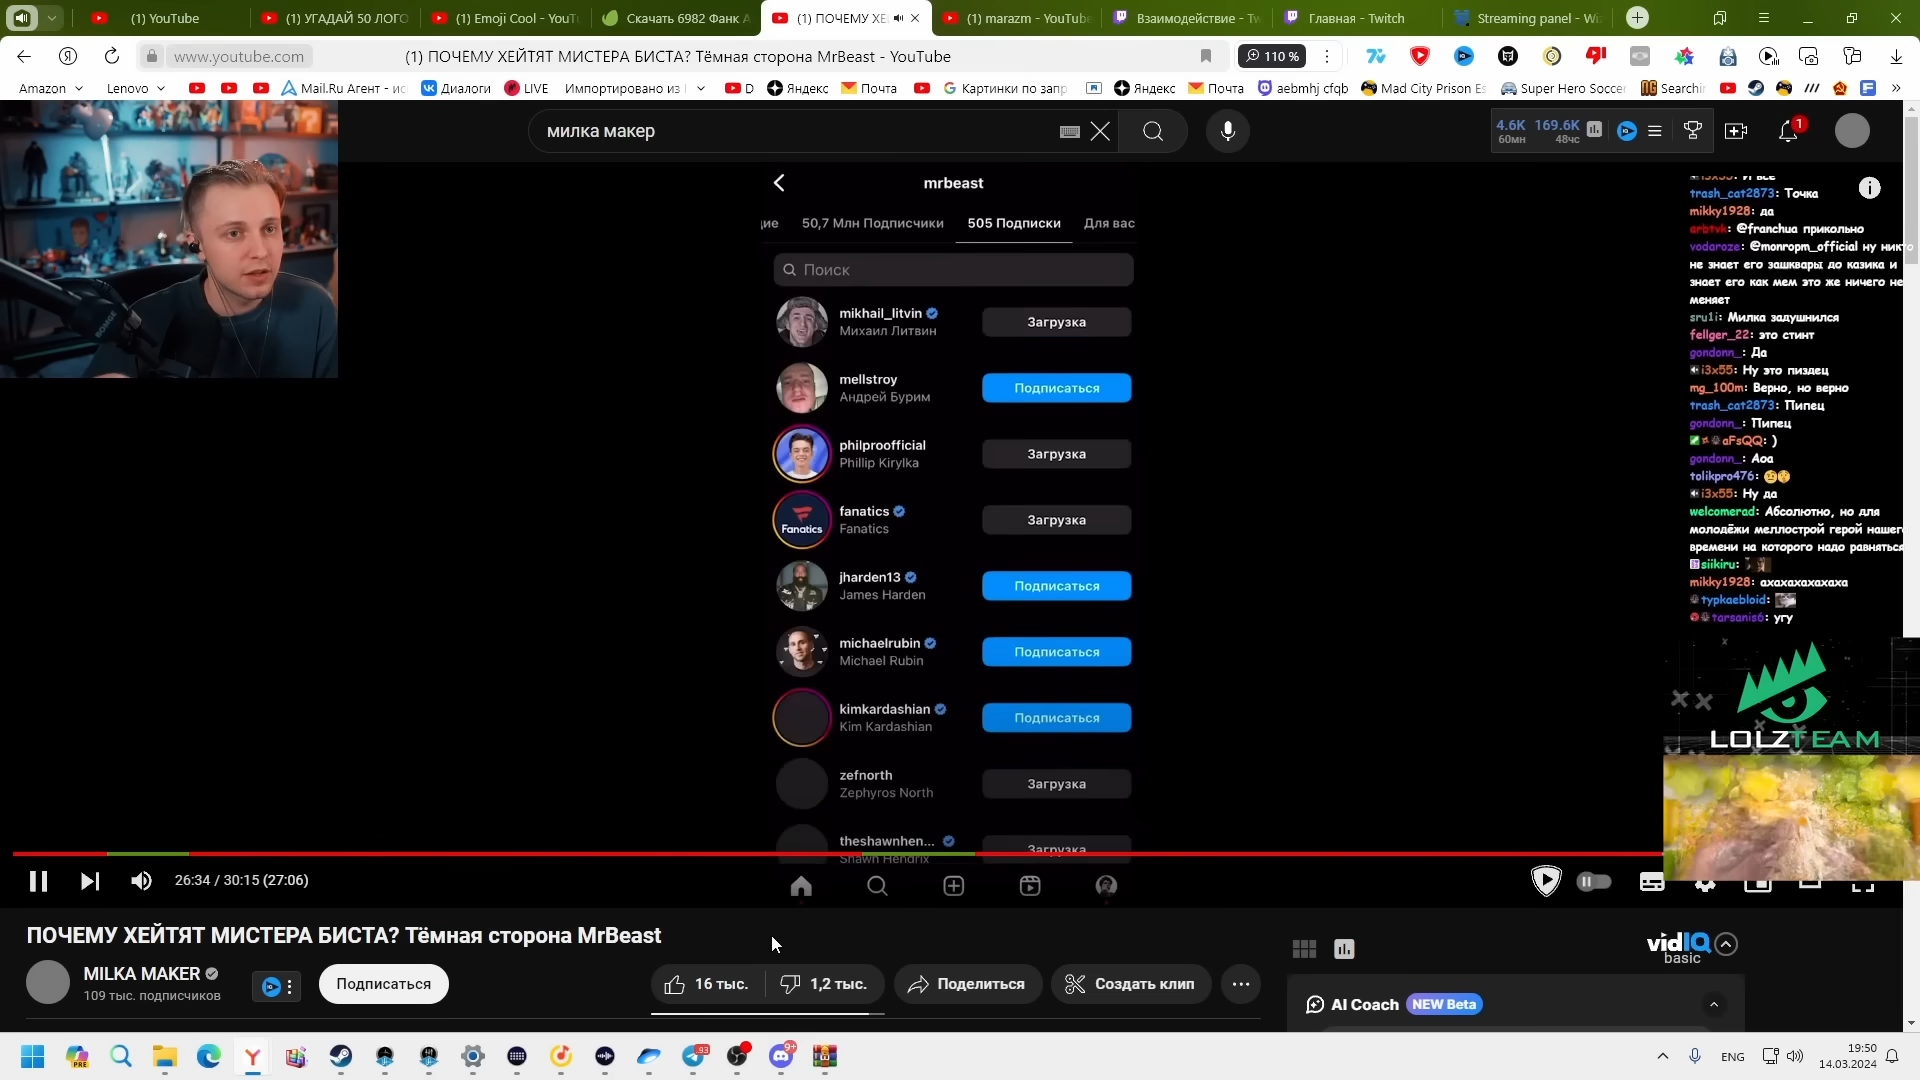 (1) YouTube
(1) УГАДАЙ 50 ЛОГО
(1) Emoji Cool - YouTu
Скачать 6982 Фанк А
(1) ПОЧЕМУ ХЕ
(1) marazm - YouTube
Взаимодействие - Tw
Главная - Twitch
Streaming panel - Wi
www.youtube.com
(1) ПОЧЕМУ ХЕЙТЯТ МИСТЕРА БИСТА? Тёмная сторона MrBeast - YouTube
110 %
Amazon
Lenovo
Mail.Ru Агент - ис
Диалоги
LIVE
Импортировано из
D
Яндекс
Почта
Картинки по запр
Яндекс
Почта
aebmhj cfqb
Mad City Prison Es
Super Hero Soccer
Searchin
милка макер
4.6K 169.6K
60мн 48чс
1
mrbeast
50,7 Млн Подписчики
505 Подписки
Для вас
Поиск
mikhail_litvin
Михаил Литвин
Загрузка
mellstroy
Андрей Бурим
Подписаться
philproofficial
Phillip Kirylka
Загрузка
Fanatics
fanatics
Fanatics
Загрузка
jharden13
James Harden
Подписаться
michaelrubin
Michael Rubin
Подписаться
kimkardashian
Kim Kardashian
Подписаться
zefnorth
Zephyros North
Загрузка
theshawnhen...
Shawn Hendrix
Загрузка
i3x55: И все
trash_cat2873: Точка
mikky1928: да
arbtvk: @franchua прикольно
vodaroze: @monropm_official ну никто
не знает его зашквары до казика и
знает его как мем это же ничего не
меняет
sru1i: Милка задушнился
fellger_22: это стинт
gondonn_: Да
i3x55: Ну это пиздец
mg_100m: Верно, но верно
trash_cat2873: Пипец
gondonn_: Пипец
aFsQQ: )
gondonn_: Аоа
tolikpro476:
i3x55: Ну да
welcomerad: Абсолютно, но для
молодёжи меллострой герой нашег
времени на которого надо равняться
siikiru:
mikky1928: ахахахахахаха
typkaebloid:
tarsanis6: угу
LOLZTEAM
26:34 / 30:15 (27:06)
ПОЧЕМУ ХЕЙТЯТ МИСТЕРА БИСТА? Тёмная сторона MrBeast
MILKA MAKER
109 тыс. подписчиков
Подписаться
16 тыс.
1,2 тыс.
Поделиться
Создать клип
vidIQ
basic
AI Coach
NEW Beta
PRE
93
9+
ENG
19:50
14.03.2024